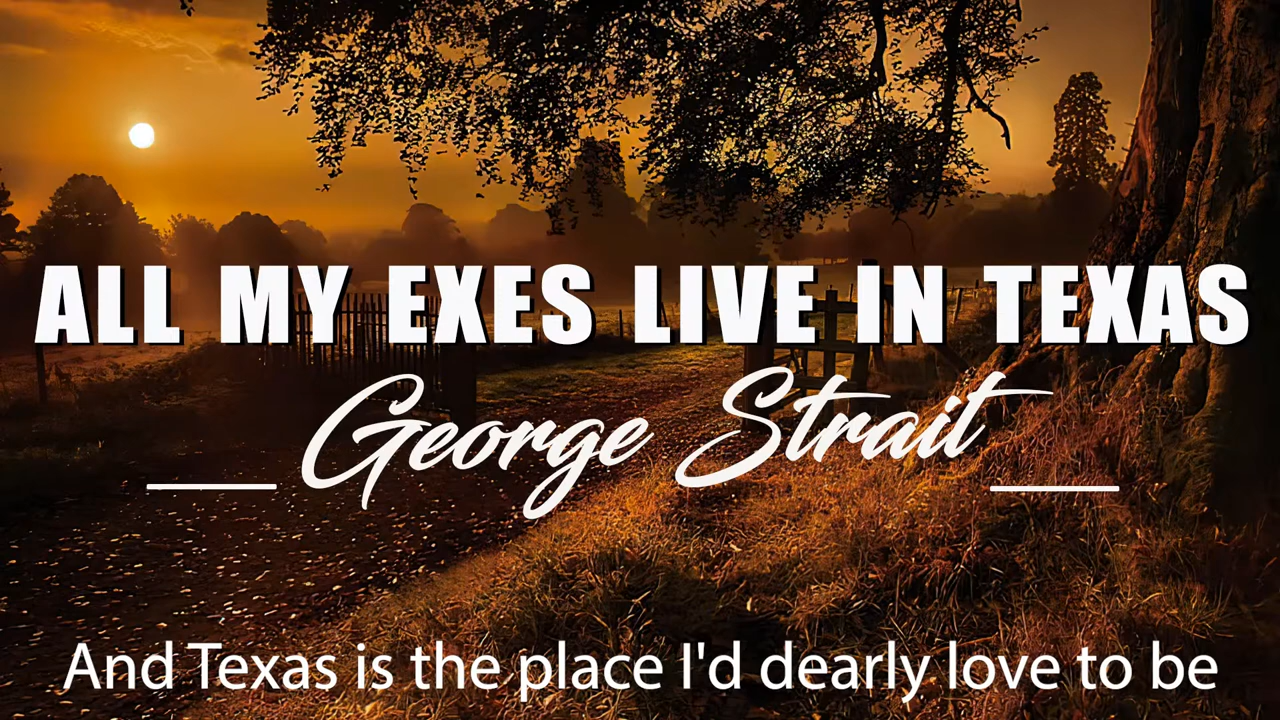 ALL MY EXES LIVE IN TEXAS
George Strait
And Texas is the place I'd dearly love to be